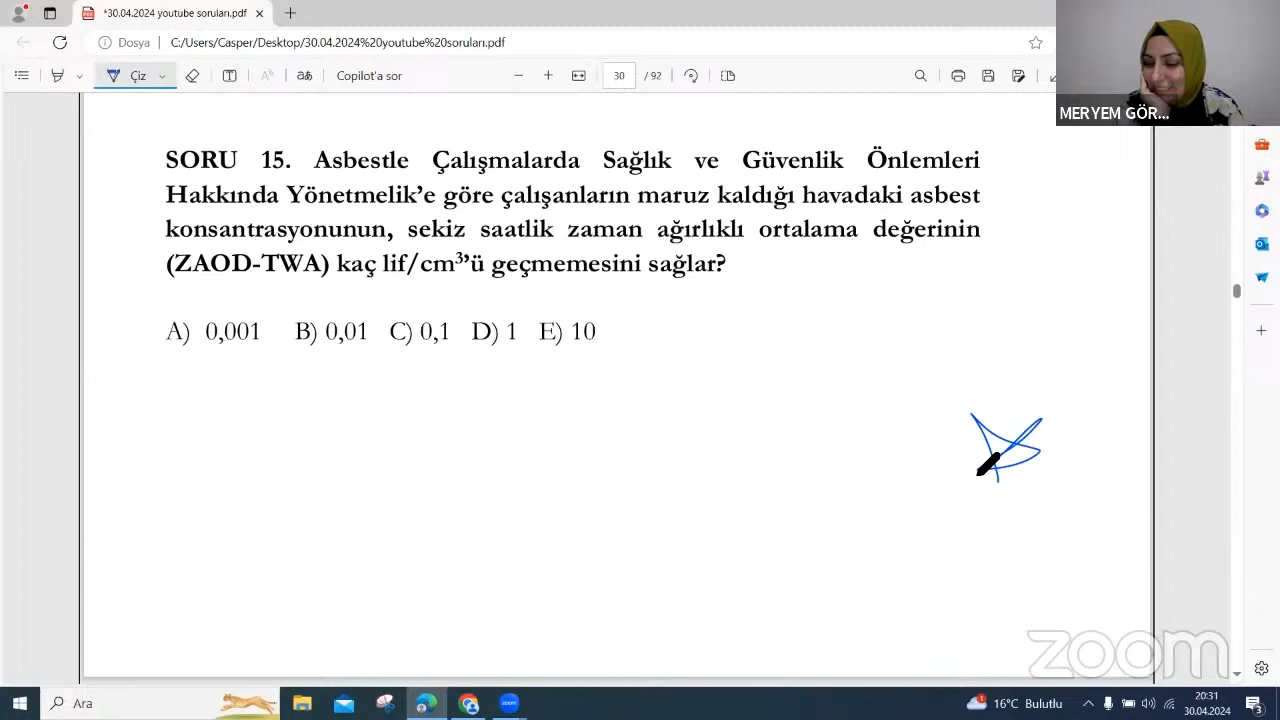 *30.04.2024 youtube soruları.pdf
Dosya
C:/Users/Casper/Desktop/30.04.2024%20youtube%20soruları.pdf
Çiz
Copilot'a sor
30
/ 92
MERYEM GÖR...
SORU 15. Asbestle Çalışmalarda Sağlık ve Güvenlik Önlemleri
Hakkında Yönetmelik’e göre çalışanların maruz kaldığı havadaki asbest
konsantrasyonunun, sekiz saatlik zaman ağırlıklı ortalama değerinin
(ZAOD-TWA) kaç lif/cm³’ü geçmemesini sağlar?
A) 0,001 B) 0,01 C) 0,1 D) 1 E) 10
zoom
Ara
zoom
1
16°C Bulutlu
20:31
30.04.2024
3